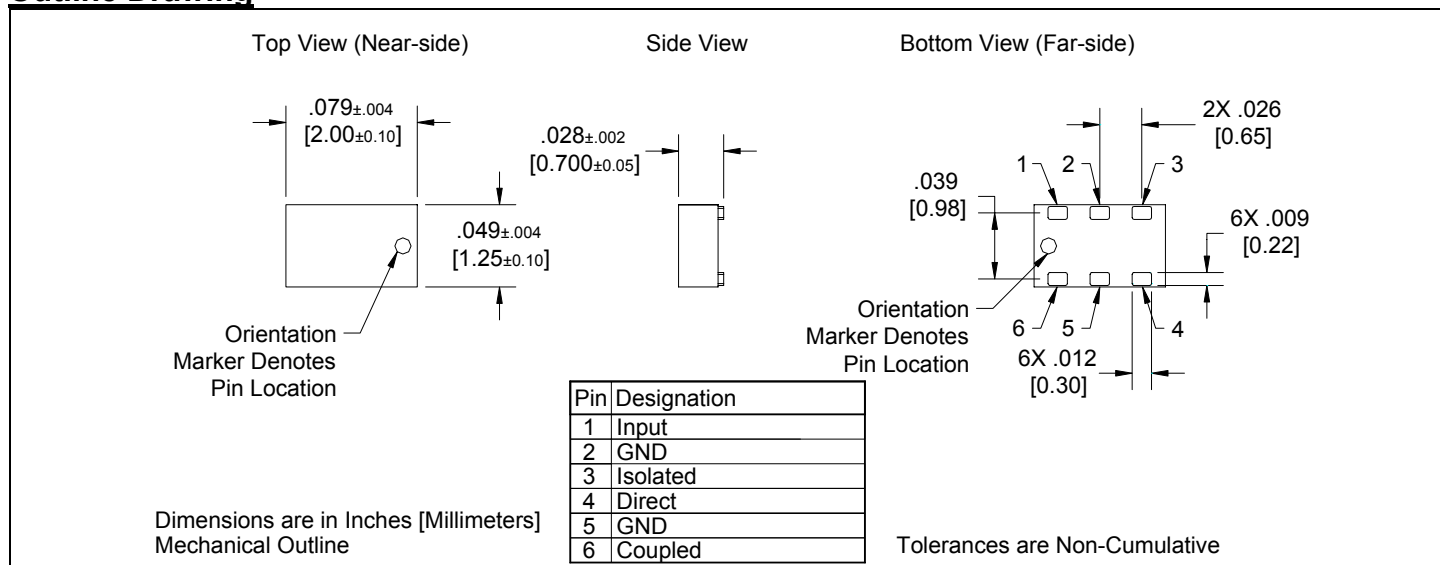 Outline Drawing
Top View (Near-side)
Side View
Bottom View (Far-side)
.079±.004
[2.00±0.10]
.028±.002
[0.700±0.05]
2X .026
[0.65]
1
2
3
.039
[0.98]
.049±.004
[1.25±0.10]
6X .009
[0.22]
Orientation
Marker Denotes
Pin Location
Orientation
Marker Denotes
Pin Location
6
5
4
6X .012
[0.30]
Pin Designation
1 Input
2 GND
3 Isolated
4 Direct
5 GND
6 Coupled
Dimensions are in Inches [Millimeters]
Mechanical Outline
Tolerances are Non-Cumulative